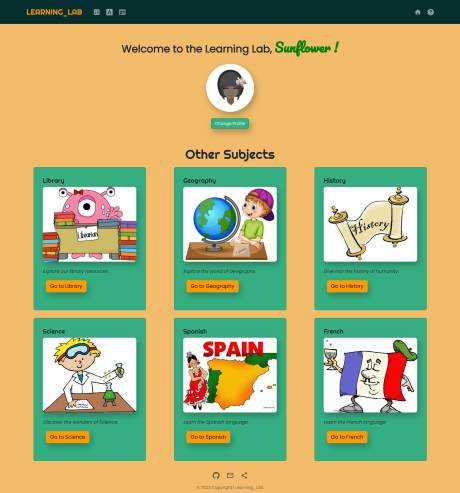 LEARNING_LAB
Welcome to the Learning Lab, Sunflower !
Change Profile
Other Subjects
Library
Librarian
Explore our library resources.
Go to Library
Geography
Explore the world of Geography.
Go to Geography
History
History
Dive into the history of humanity.
Go to History
Science
Discover the wonders of Science.
Go to Science
Spanish
SPAIN
Learn the Spanish language.
Go to Spanish
French
Learn the French language.
Go to French
© 2023 Copyright Learning_Lab